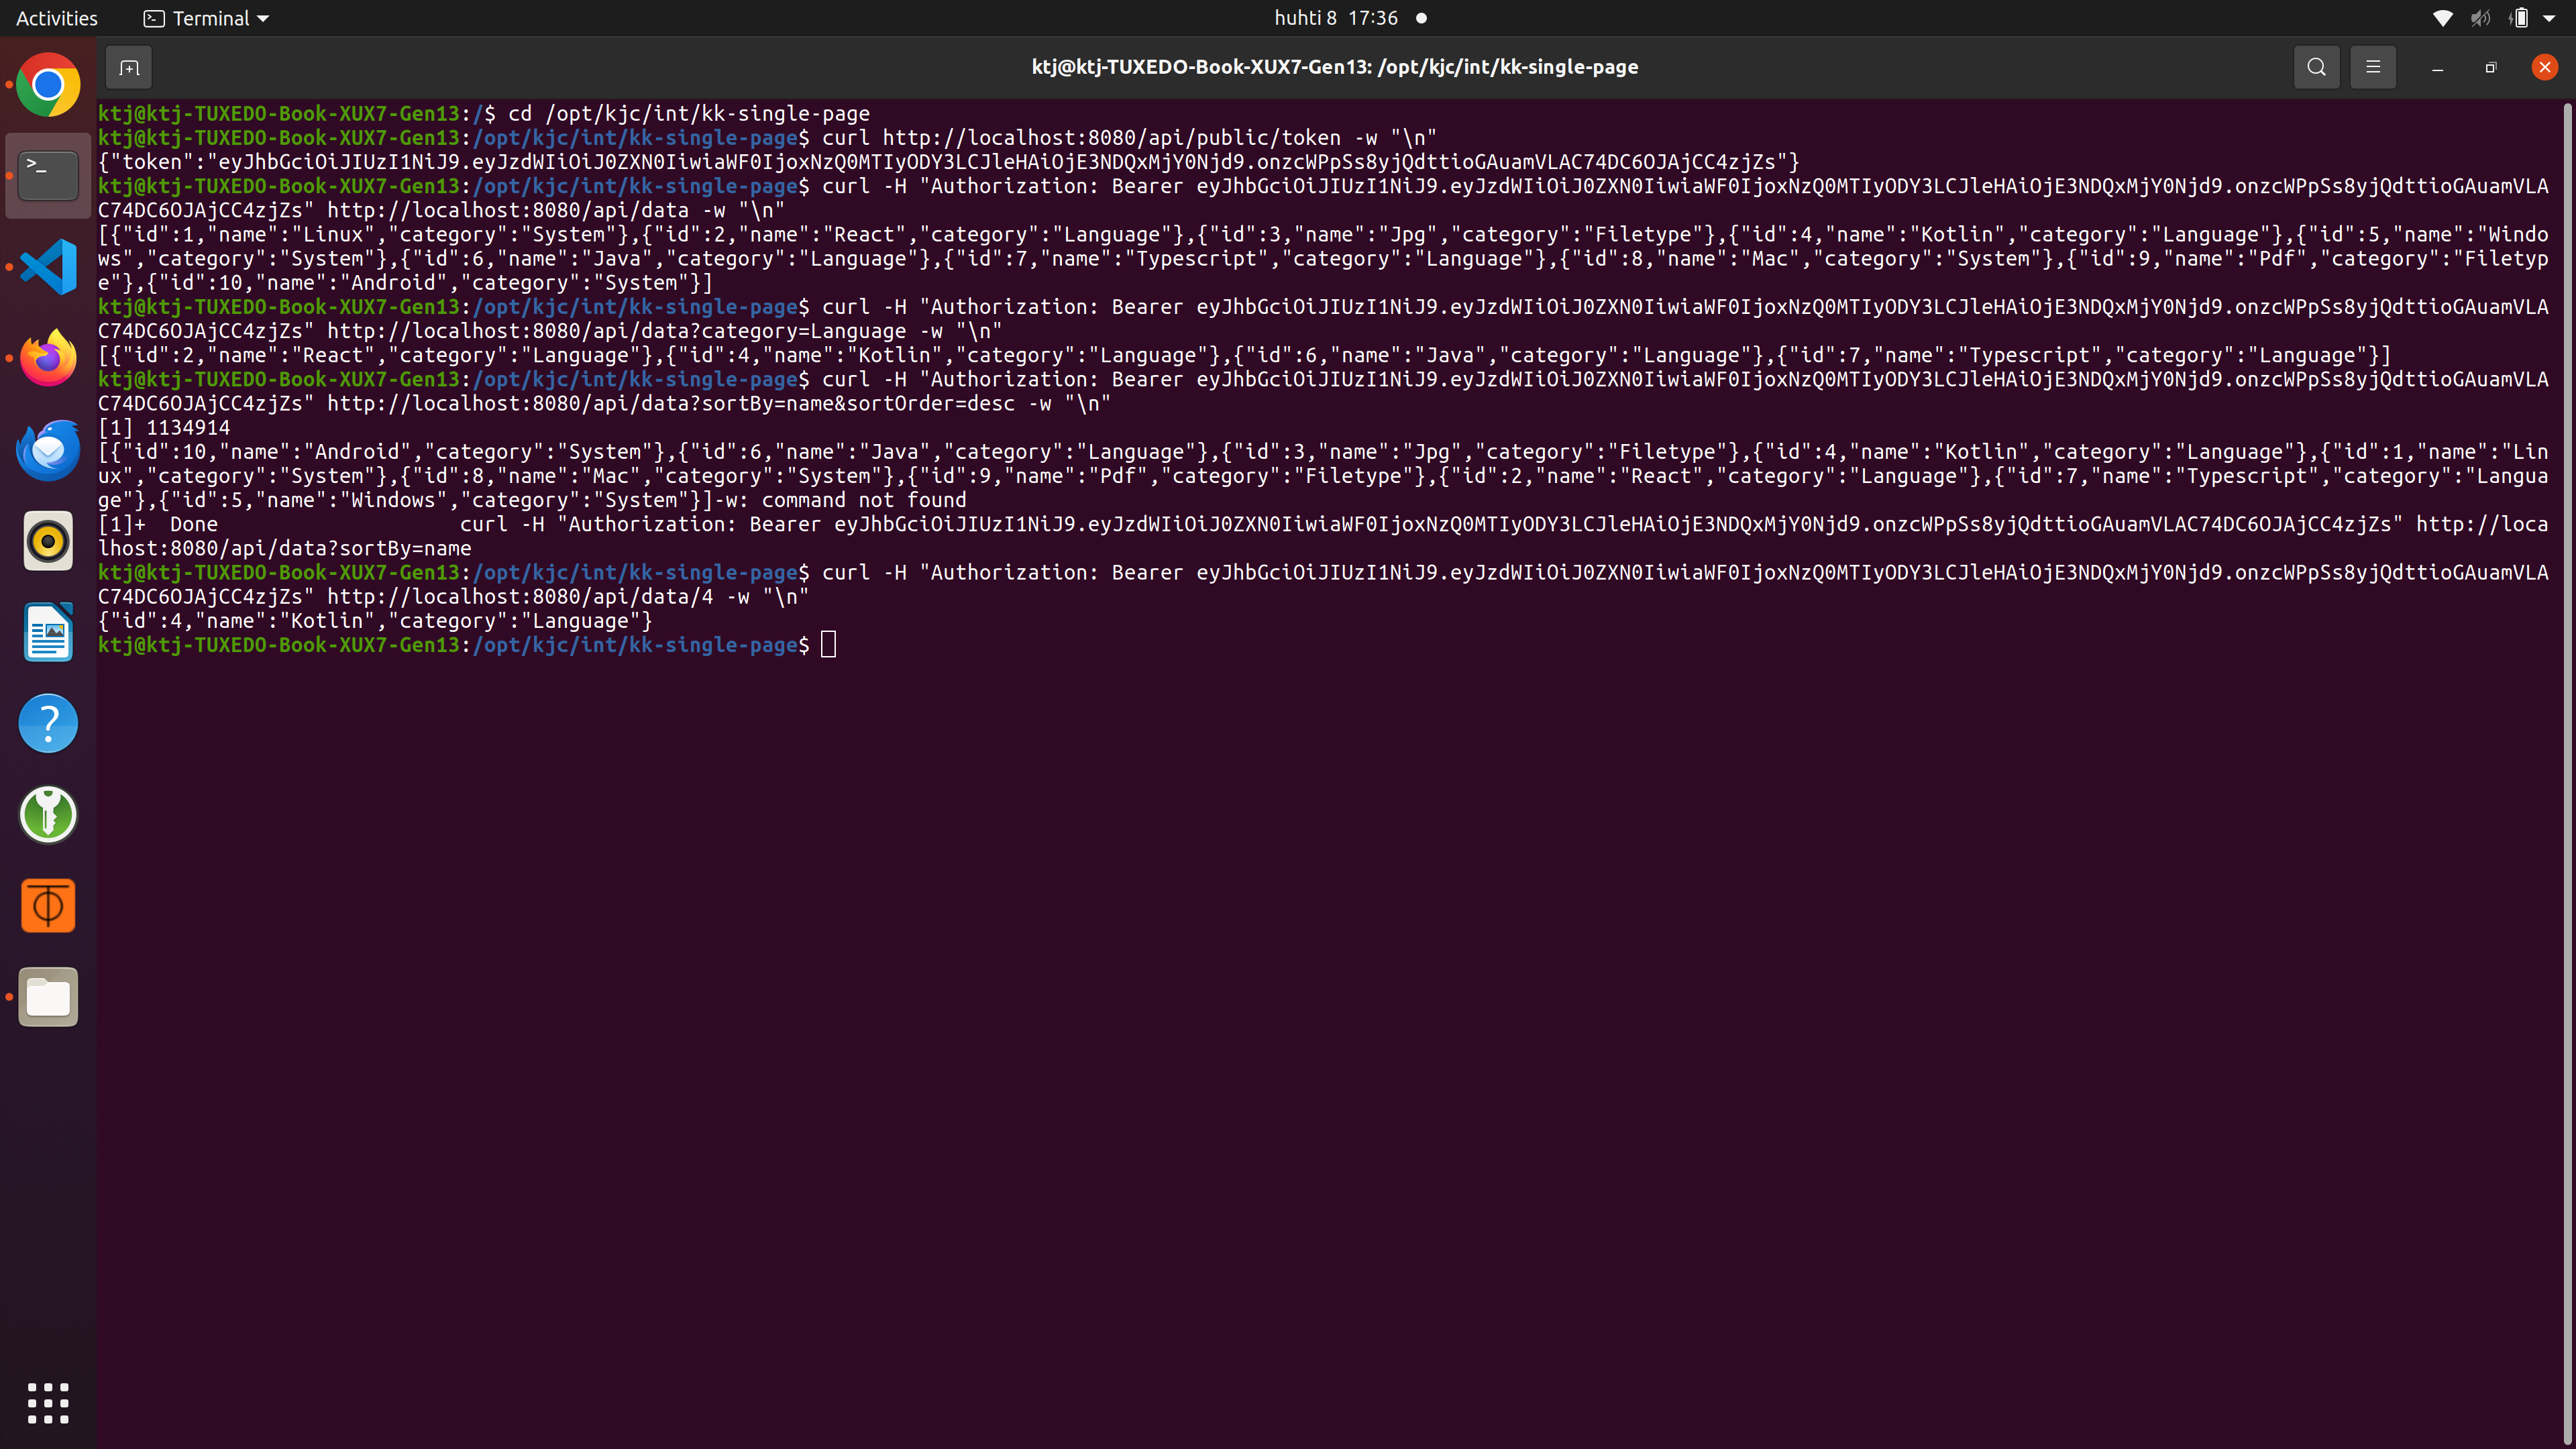 Activities
Terminal
huhti 8 17:36
ktj@ktj-TUXEDO-Book-XUX7-Gen13: /opt/kjc/int/kk-single-page
ktj@ktj-TUXEDO-Book-XUX7-Gen13:/$ cd /opt/kjc/int/kk-single-page
ktj@ktj-TUXEDO-Book-XUX7-Gen13:/opt/kjc/int/kk-single-page$ curl http://localhost:8080/api/public/token -w "\n"
{"token":"eyJhbGciOiJIUzI1NiJ9.eyJzdWIiOiJ0ZXN0IiwiaWF0IjoxNzQ0MTIyODY3LCJleHAiOjE3NDQxMjY0Njd9.onzcWPpSs8yjQdttioGAuamVLAC74DC6OJAjCC4zjZs"}
ktj@ktj-TUXEDO-Book-XUX7-Gen13:/opt/kjc/int/kk-single-page$ curl -H "Authorization: Bearer eyJhbGciOiJIUzI1NiJ9.eyJzdWIiOiJ0ZXN0IiwiaWF0IjoxNzQ0MTIyODY3LCJleHAiOjE3NDQxMjY0Njd9.onzcWPpSs8yjQdttioGAuamVLA
C74DC6OJAjCC4zjZs" http://localhost:8080/api/data -w "\n"
[{"id":1,"name":"Linux","category":"System"},{"id":2,"name":"React","category":"Language"},{"id":3,"name":"Jpg","category":"Filetype"},{"id":4,"name":"Kotlin","category":"Language"},{"id":5,"name":"Windo
ws","category":"System"},{"id":6,"name":"Java","category":"Language"},{"id":7,"name":"Typescript","category":"Language"},{"id":8,"name":"Mac","category":"System"},{"id":9,"name":"Pdf","category":"Filetyp
e"},{"id":10,"name":"Android","category":"System"}]
ktj@ktj-TUXEDO-Book-XUX7-Gen13:/opt/kjc/int/kk-single-page$ curl -H "Authorization: Bearer eyJhbGciOiJIUzI1NiJ9.eyJzdWIiOiJ0ZXN0IiwiaWF0IjoxNzQ0MTIyODY3LCJleHAiOjE3NDQxMjY0Njd9.onzcWPpSs8yjQdttioGAuamVLA
C74DC6OJAjCC4zjZs" http://localhost:8080/api/data?category=Language -w "\n"
[{"id":2,"name":"React","category":"Language"},{"id":4,"name":"Kotlin","category":"Language"},{"id":6,"name":"Java","category":"Language"},{"id":7,"name":"Typescript","category":"Language"}]
ktj@ktj-TUXEDO-Book-XUX7-Gen13:/opt/kjc/int/kk-single-page$ curl -H "Authorization: Bearer eyJhbGciOiJIUzI1NiJ9.eyJzdWIiOiJ0ZXN0IiwiaWF0IjoxNzQ0MTIyODY3LCJleHAiOjE3NDQxMjY0Njd9.onzcWPpSs8yjQdttioGAuamVLA
C74DC6OJAjCC4zjZs" http://localhost:8080/api/data?sortBy=name&sortOrder=desc -w "\n"
[1] 1134914
[{"id":10,"name":"Android","category":"System"},{"id":6,"name":"Java","category":"Language"},{"id":3,"name":"Jpg","category":"Filetype"},{"id":4,"name":"Kotlin","category":"Language"},{"id":1,"name":"Lin
ux","category":"System"},{"id":8,"name":"Mac","category":"System"},{"id":9,"name":"Pdf","category":"Filetype"},{"id":2,"name":"React","category":"Language"},{"id":7,"name":"Typescript","category":"Langua
ge"},{"id":5,"name":"Windows","category":"System"}]-w: command not found
[1]+  Done                    curl -H "Authorization: Bearer eyJhbGciOiJIUzI1NiJ9.eyJzdWIiOiJ0ZXN0IiwiaWF0IjoxNzQ0MTIyODY3LCJleHAiOjE3NDQxMjY0Njd9.onzcWPpSs8yjQdttioGAuamVLAC74DC6OJAjCC4zjZs" http://loca
lhost:8080/api/data?sortBy=name
ktj@ktj-TUXEDO-Book-XUX7-Gen13:/opt/kjc/int/kk-single-page$ curl -H "Authorization: Bearer eyJhbGciOiJIUzI1NiJ9.eyJzdWIiOiJ0ZXN0IiwiaWF0IjoxNzQ0MTIyODY3LCJleHAiOjE3NDQxMjY0Njd9.onzcWPpSs8yjQdttioGAuamVLA
C74DC6OJAjCC4zjZs" http://localhost:8080/api/data/4 -w "\n"
{"id":4,"name":"Kotlin","category":"Language"}
ktj@ktj-TUXEDO-Book-XUX7-Gen13:/opt/kjc/int/kk-single-page$